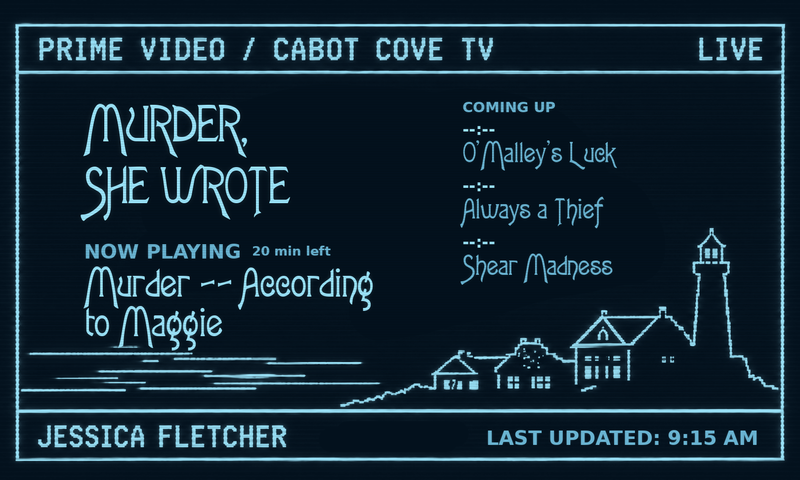 PRIME VIDEO / CABOT COVE TV
LIVE
MURDER,
SHE WROTE
NOW PLAYING 20 min left
Murder -- According
to Maggie
COMING UP
--:--
O'Malley's Luck
--:--
Always a Thief
--:--
Shear Madness
JESSICA FLETCHER
LAST UPDATED: 9:15 AM